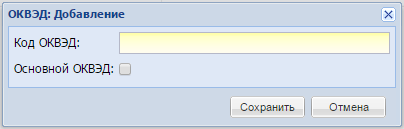 ОКВЭД: Добавление
Код ОКВЭД:
Основной ОКВЭД:
Сохранить Отмена